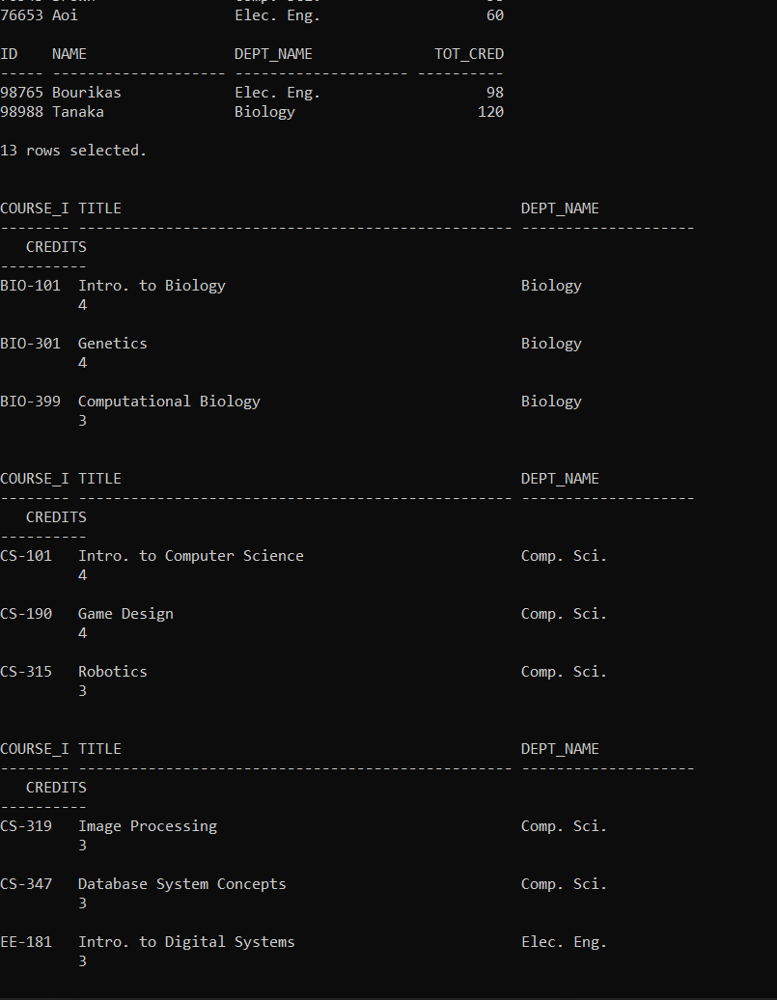 76653 Aoi                  Elec. Eng.                   60
ID    NAME                 DEPT_NAME              TOT_CRED
----- -------------------- -------------------- ----------
98765 Bourikas             Elec. Eng.                   98
98988 Tanaka               Biology                     120
13 rows selected.
COURSE_I TITLE                                              DEPT_NAME
-------- -------------------------------------------------- --------------------
   CREDITS
----------
BIO-101  Intro. to Biology                                  Biology
         4
BIO-301  Genetics                                           Biology
         4
BIO-399  Computational Biology                              Biology
         3
COURSE_I TITLE                                              DEPT_NAME
-------- -------------------------------------------------- --------------------
   CREDITS
----------
CS-101   Intro. to Computer Science                         Comp. Sci.
         4
CS-190   Game Design                                        Comp. Sci.
         4
CS-315   Robotics                                           Comp. Sci.
         3
COURSE_I TITLE                                              DEPT_NAME
-------- -------------------------------------------------- --------------------
   CREDITS
----------
CS-319   Image Processing                                   Comp. Sci.
         3
CS-347   Database System Concepts                           Comp. Sci.
         3
EE-181   Intro. to Digital Systems                          Elec. Eng.
         3